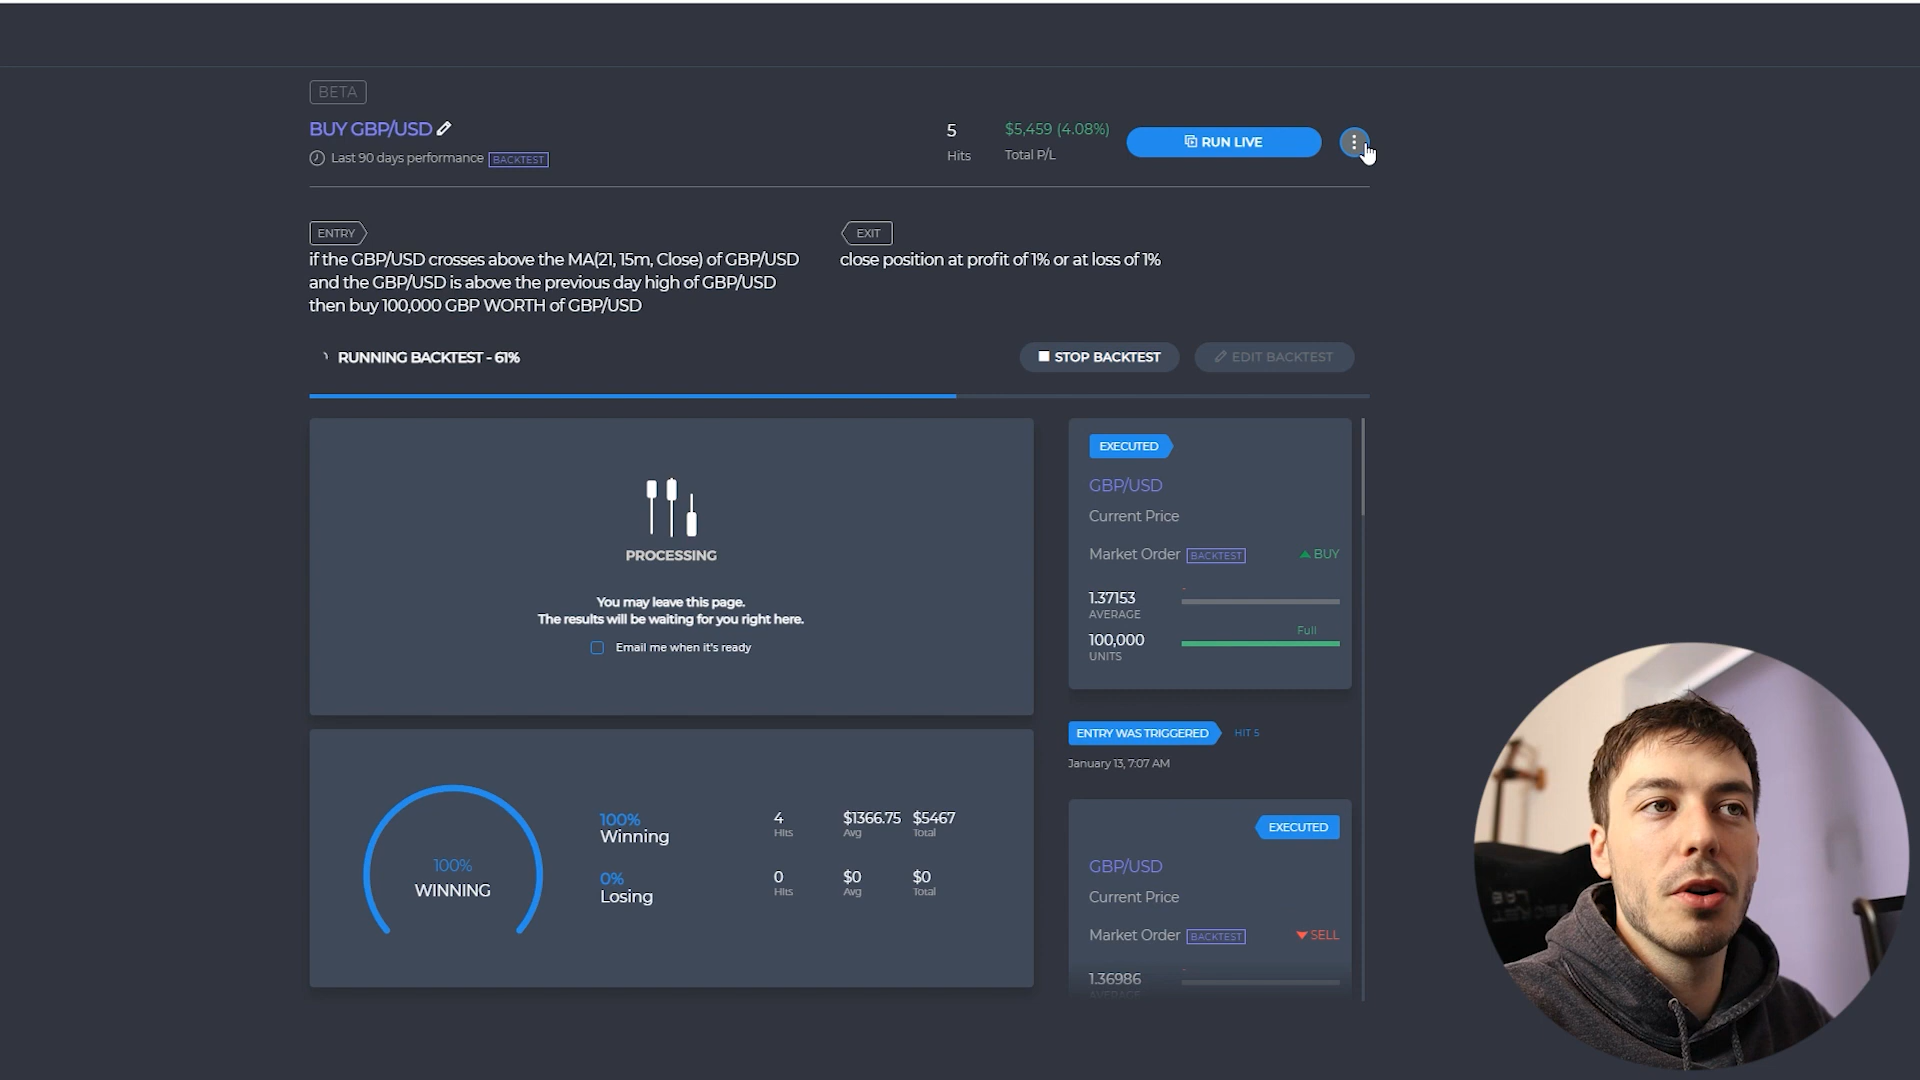 BETA
BUY GBP/USD
Last 90 days performance BACKTEST
5
Hits
$5,459 (4.08%)
Total P/L
RUN LIVE
ENTRY
if the GBP/USD crosses above the MA(21, 15m, Close) of GBP/USD
and the GBP/USD is above the previous day high of GBP/USD
then buy 100,000 GBP WORTH of GBP/USD
EXIT
close position at profit of 1% or at loss of 1%
RUNNING BACKTEST - 61%
STOP BACKTEST
EDIT BACKTEST
PROCESSING
You may leave this page.
The results will be waiting for you right here.
Email me when it's ready
100%
WINNING
100%
Winning
4
Hits
$1366.75
Avg
$5467
Total
0%
Losing
0
Hits
$0
Avg
$0
Total
EXECUTED
GBP/USD
Current Price
Market Order BACKTEST
BUY
1.37153
AVERAGE
Full
100,000
UNITS
ENTRY WAS TRIGGERED HIT 5
January 13, 7:07 AM
EXECUTED
GBP/USD
Current Price
Market Order BACKTEST
SELL
1.36986
AVERAGE